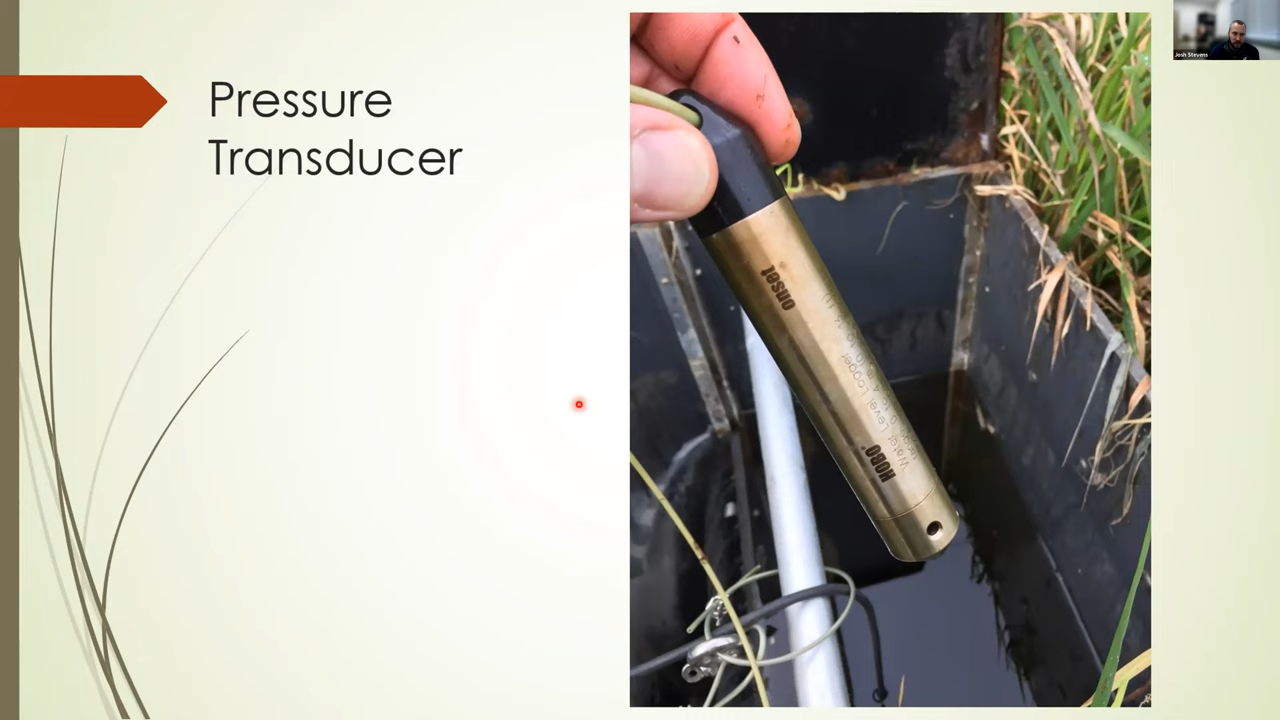 Pressure
Transducer
Josh Stevens
onset
HOBO
Water Level Logger